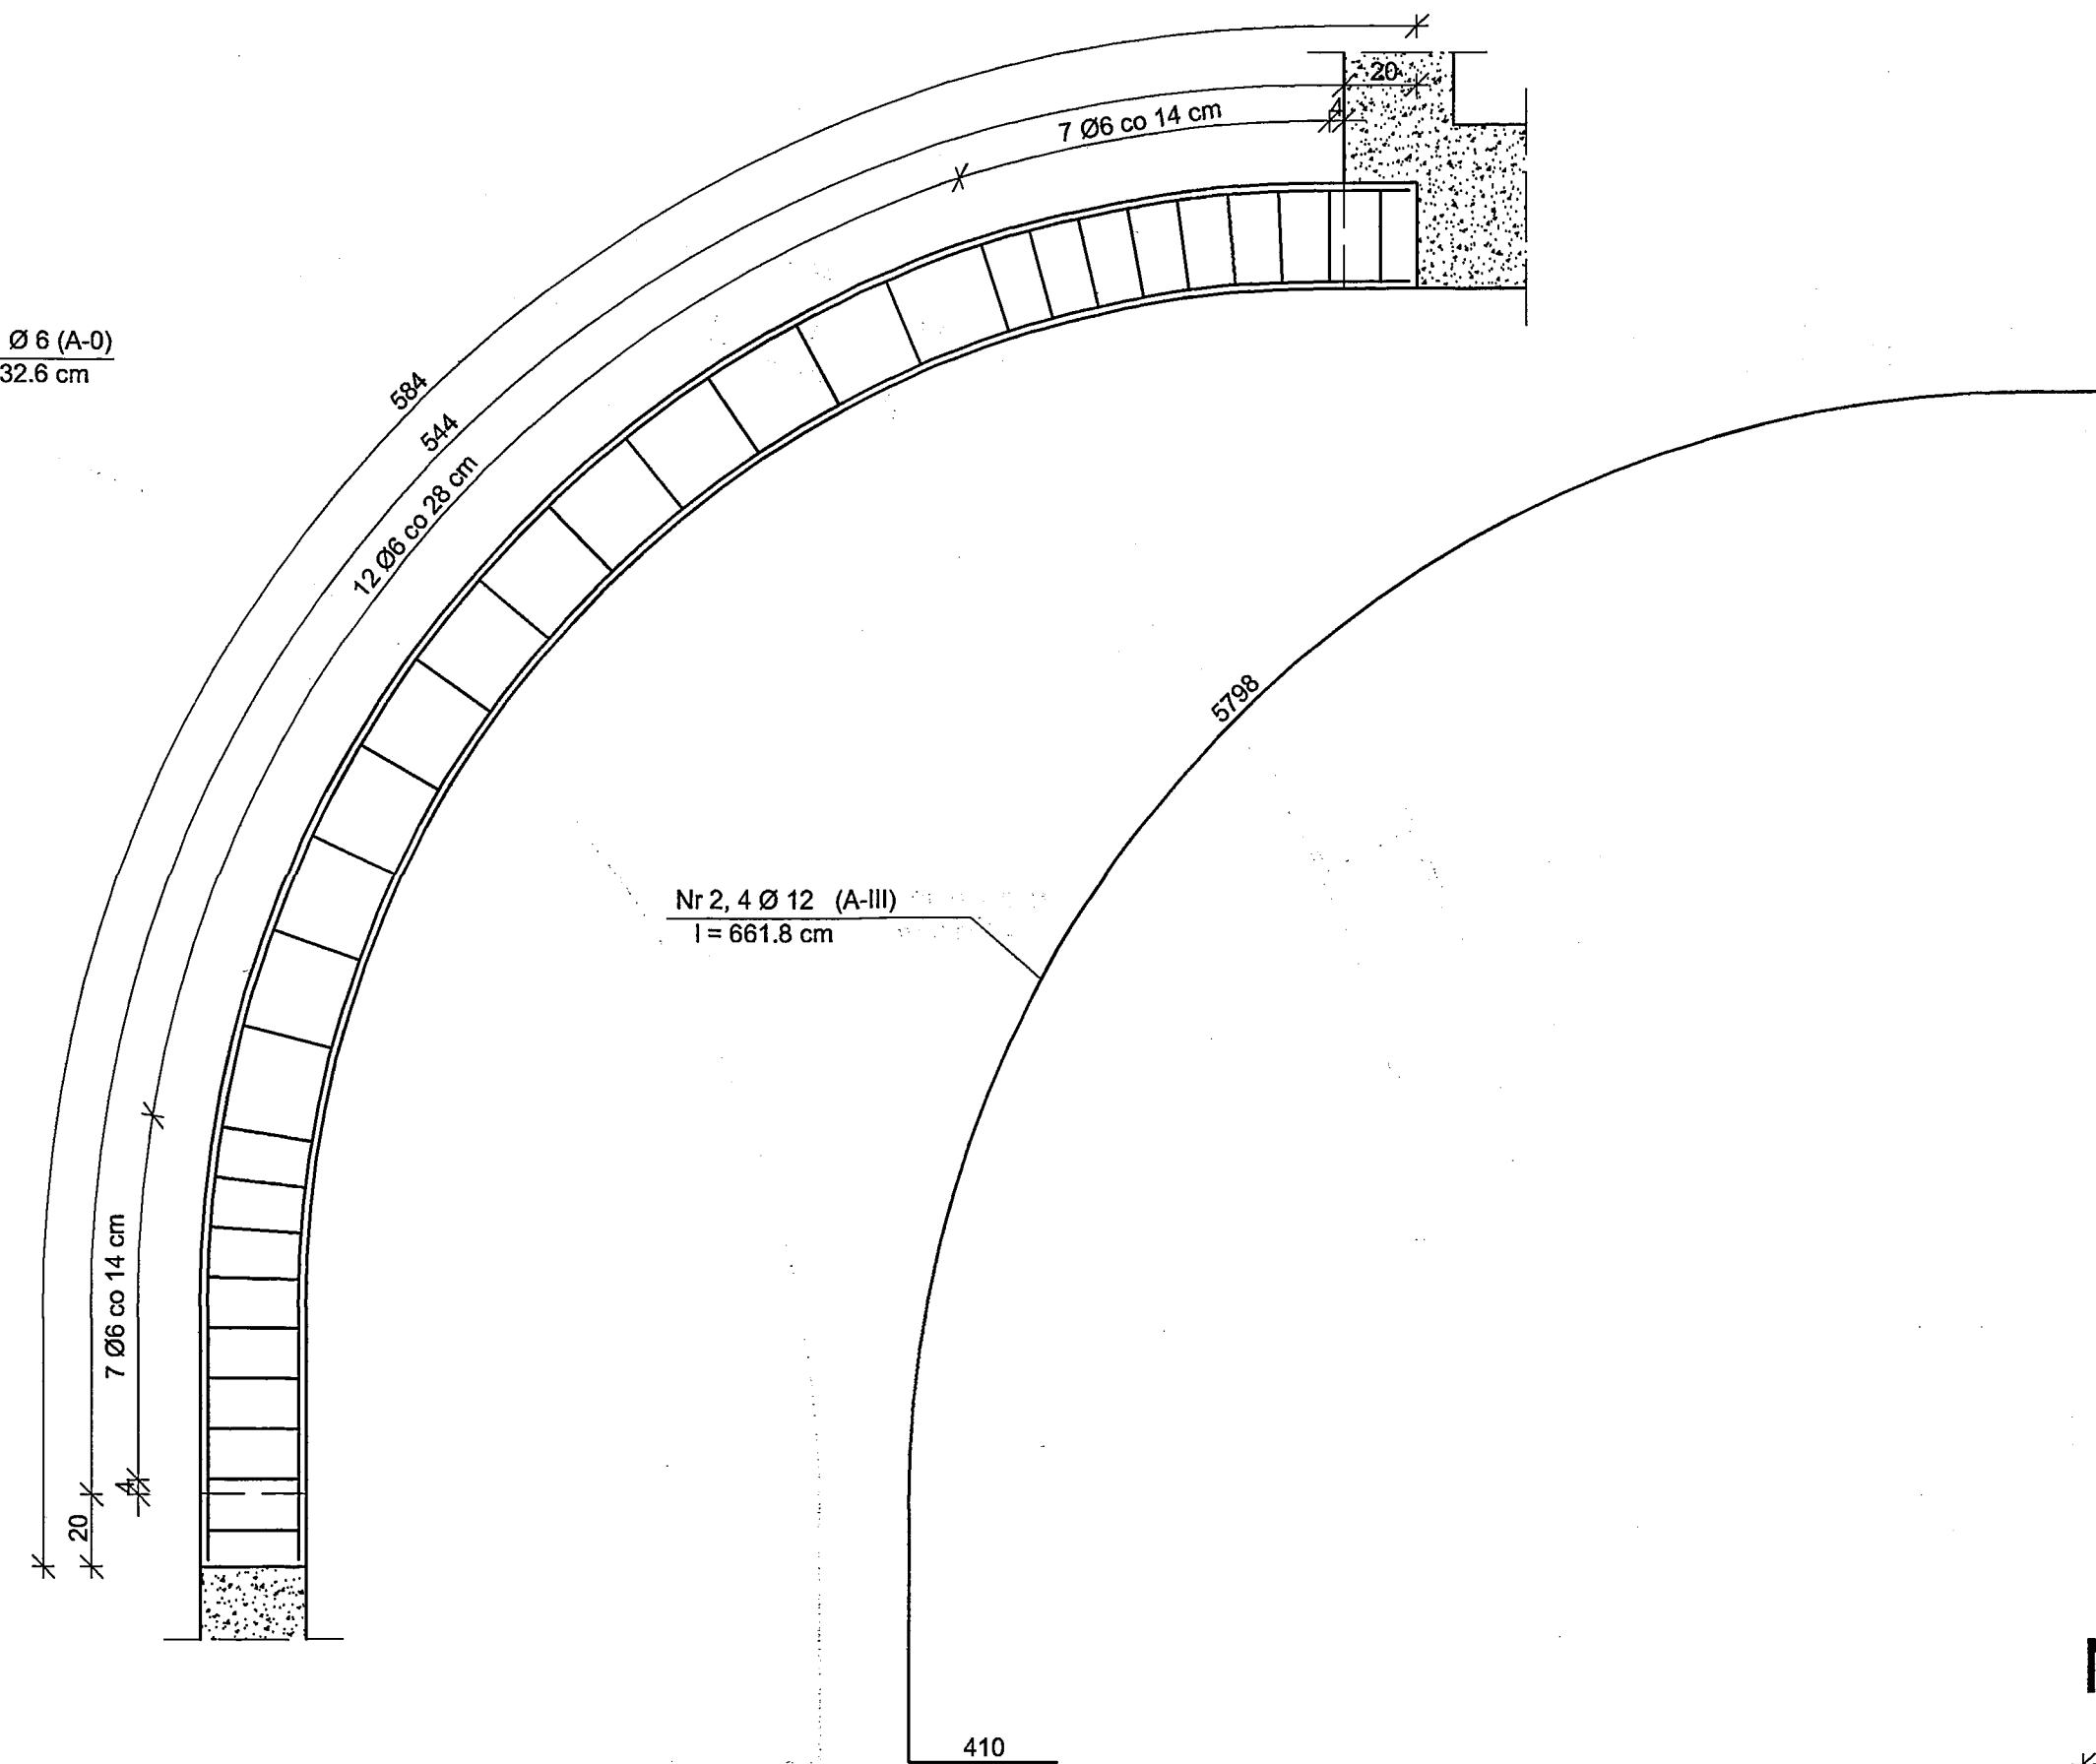 20
4
7 Ø6 co 14 cm
Ø 6 (A-0)
32.6 cm
584
544
12 Ø6 co 28 cm
5798
Nr 2, 4 Ø 12 (A-III)
l = 661.8 cm
7 Ø6 co 14 cm
4
20
410